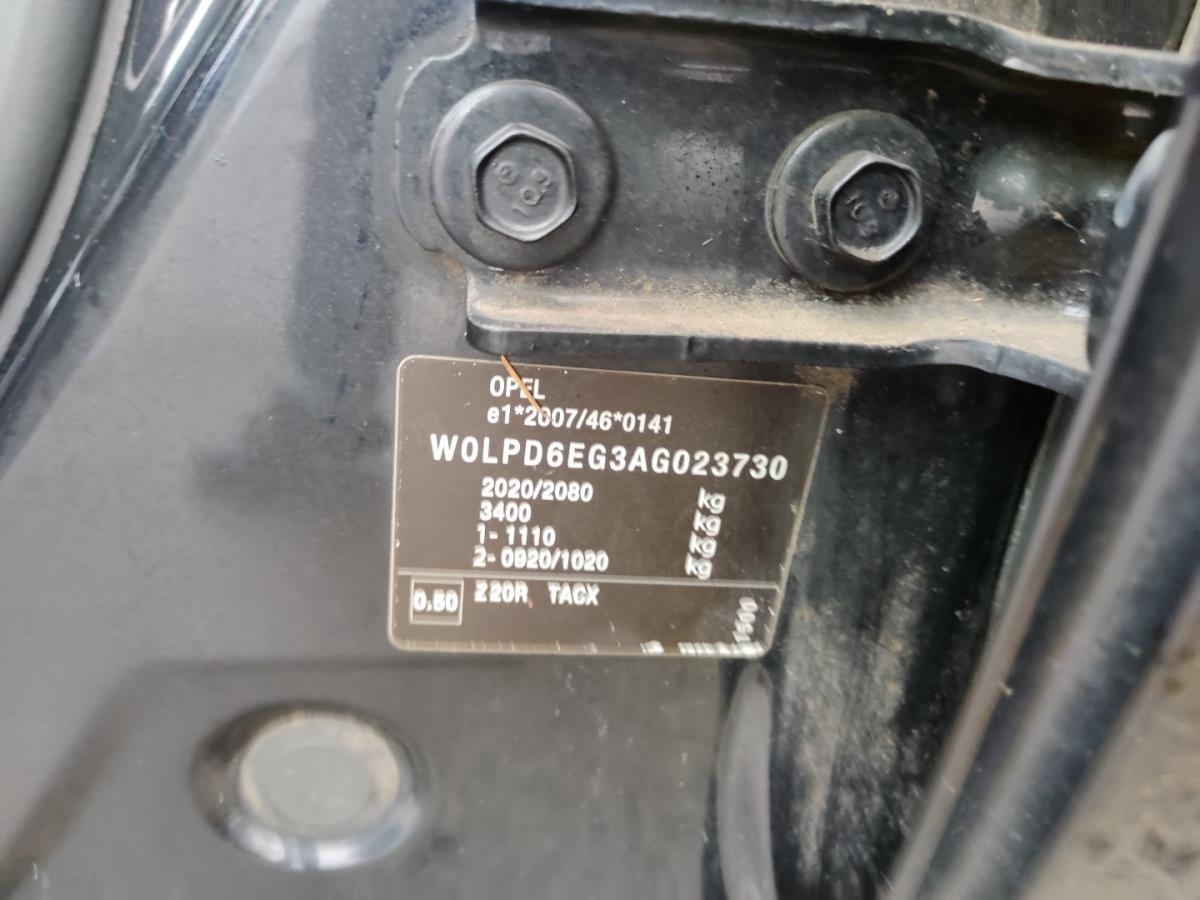 OPEL
e1*2007/46*0141
W0LPD6EG3AG023730
2020/2080 kg
3400 kg
1- 1110 kg
2- 0920/1020 kg
0.50 Z20R TACX